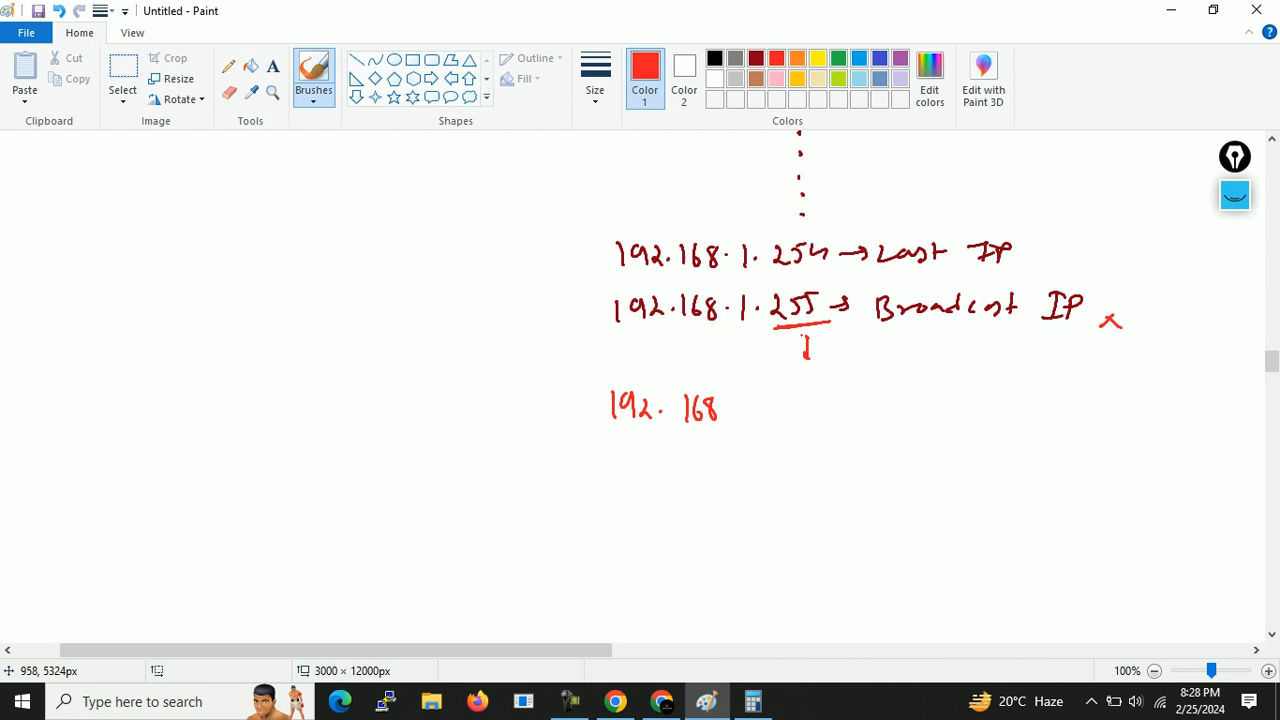 Untitled - Paint
File Home View
Paste Cut Copy Select Crop Resize Rotate Brushes Outline Fill Size Color 1 Color 2 Edit colors Edit with Paint 3D
Clipboard Image Tools Shapes Colors
192.168.1.254 → Last IP
192.168.1.255 → Broadcast IP
192.168
958, 5324px 3000 × 12000px 100%
Type here to search 20°C Haze 8:28 PM
2/25/2024